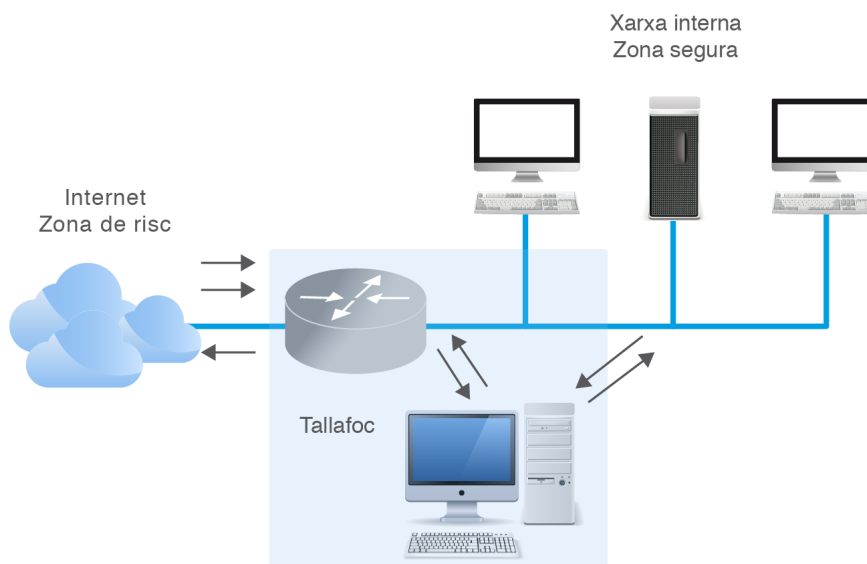 Xarxa interna
Zona segura
Internet
Zona de risc
Tallafoc